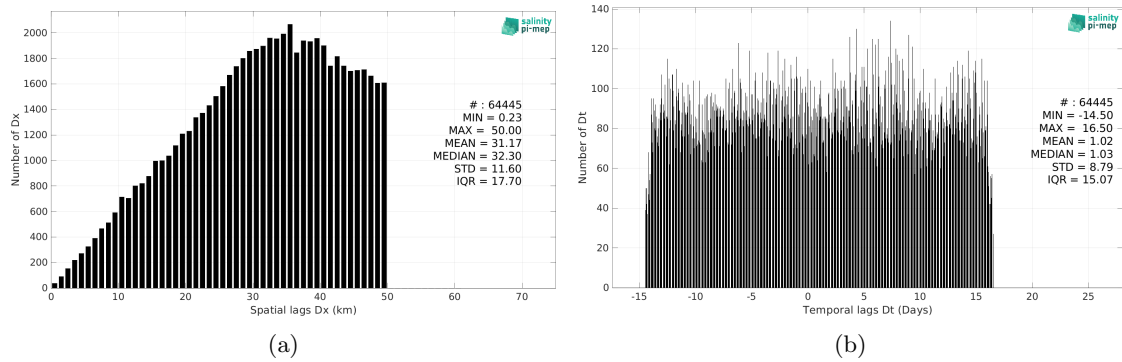 salinity
pi-mep
2000
1800
1600
1400
1200
1000
800
600
400
200
0
Number of Dx
# : 64445
MIN = 0.23
MAX = 50.00
MEAN = 31.17
MEDIAN = 32.30
STD = 11.60
IQR = 17.70
0 10 20 30 40 50 60 70
Spatial lags Dx (km)
(a)
salinity
pi-mep
140
120
100
80
60
40
20
0
Number of Dt
# : 64445
MIN = -14.50
MAX = 16.50
MEAN = 1.02
MEDIAN = 1.03
STD = 8.79
IQR = 15.07
-15 -10 -5 0 5 10 15 20 25
Temporal lags Dt (Days)
(b)